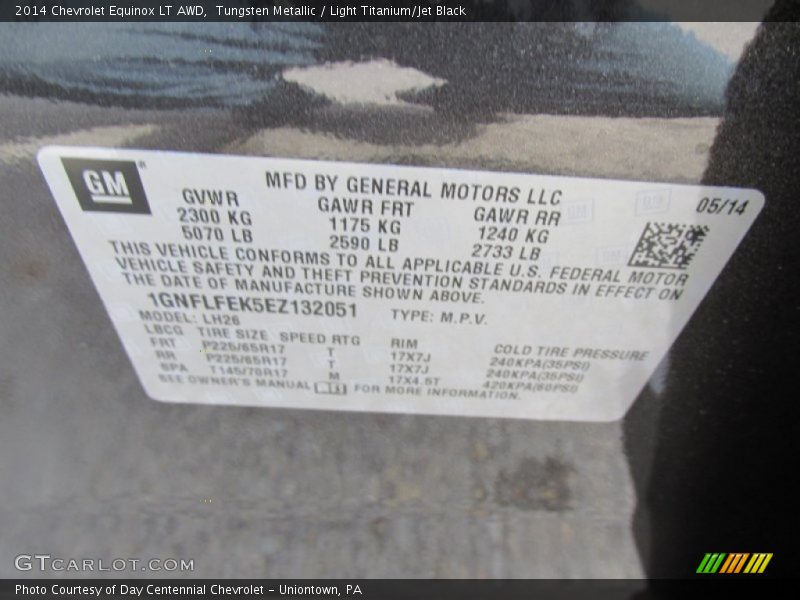 2014 Chevrolet Equinox LT AWD,  Tungsten Metallic / Light Titanium/Jet Black
GM
MFD BY GENERAL MOTORS LLC
05/14
GVWR GAWR FRT GAWR RR
2300 KG 1175 KG 1240 KG
5070 LB 2590 LB 2733 LB
THIS VEHICLE CONFORMS TO ALL APPLICABLE U.S. FEDERAL MOTOR
VEHICLE SAFETY AND THEFT PREVENTION STANDARDS IN EFFECT ON
THE DATE OF MANUFACTURE SHOWN ABOVE.
1GNFLFEK5EZ132051 TYPE: M.P.V.
MODEL: LH26
LBCG TIRE SIZE SPEED RTG RIM COLD TIRE PRESSURE
FRT P225/65R17 T 17X7J 240KPA(35PSI)
RR P225/65R17 T 17X7J 240KPA(35PSI)
SPA T145/70R17 M 17X4.5T 420KPA(60PSI)
SEE OWNER'S MANUAL FOR MORE INFORMATION.
GTCARLOT.COM
Photo Courtesy of Day Centennial Chevrolet - Uniontown, PA